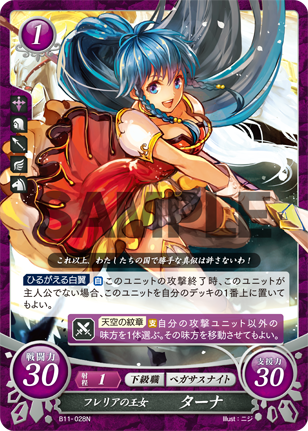 1
SAMPLE
これ以上、わたしたちの国で勝手な真似は許さないわ！
ひるがえる白翼 自 このユニットの攻撃終了時、このユニットが
主人公でない場合、このユニットを自分のデッキの1番上に置いても
よい。
天空の紋章 支 自分の攻撃ユニット以外の
味方を1体選ぶ。その味方を移動させてもよい。
戦闘力
30
射程 1 下級職 ペガサスナイト
支援力
30
フレリアの王女 ターナ
B11-028N
Illust：ニジ